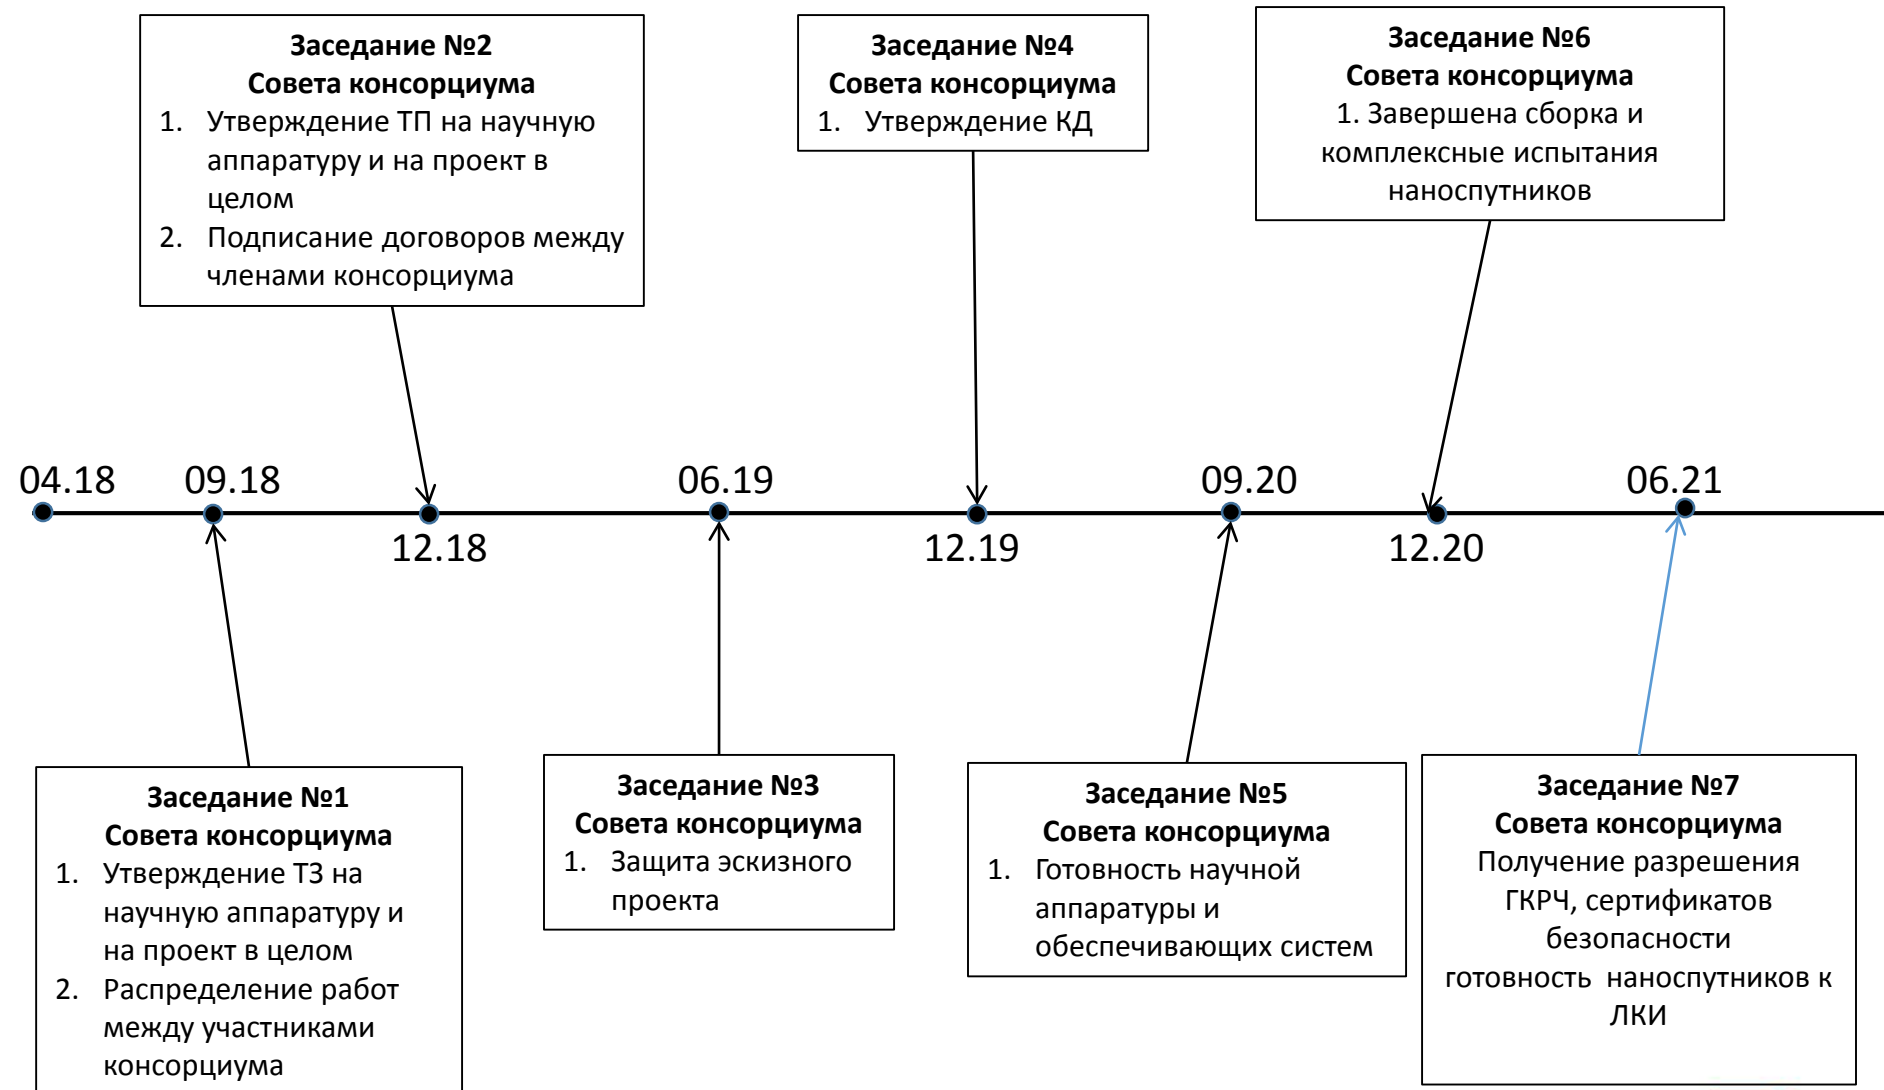 Заседание №2
Совета консорциума
1. Утверждение ТП на научную
аппаратуру и на проект в
целом
2. Подписание договоров между
членами консорциума
Заседание №4
Совета консорциума
1. Утверждение КД
Заседание №6
Совета консорциума
1. Завершена сборка и
комплексные испытания
наноспутников
04.18
09.18
12.18
06.19
12.19
09.20
12.20
06.21
Заседание №1
Совета консорциума
1. Утверждение ТЗ на
научную аппаратуру и
на проект в целом
2. Распределение работ
между участниками
консорциума
Заседание №3
Совета консорциума
1. Защита эскизного
проекта
Заседание №5
Совета консорциума
1. Готовность научной
аппаратуры и
обеспечивающих систем
Заседание №7
Совета консорциума
Получение разрешения
ГКРЧ, сертификатов
безопасности
готовность наноспутников к
ЛКИ